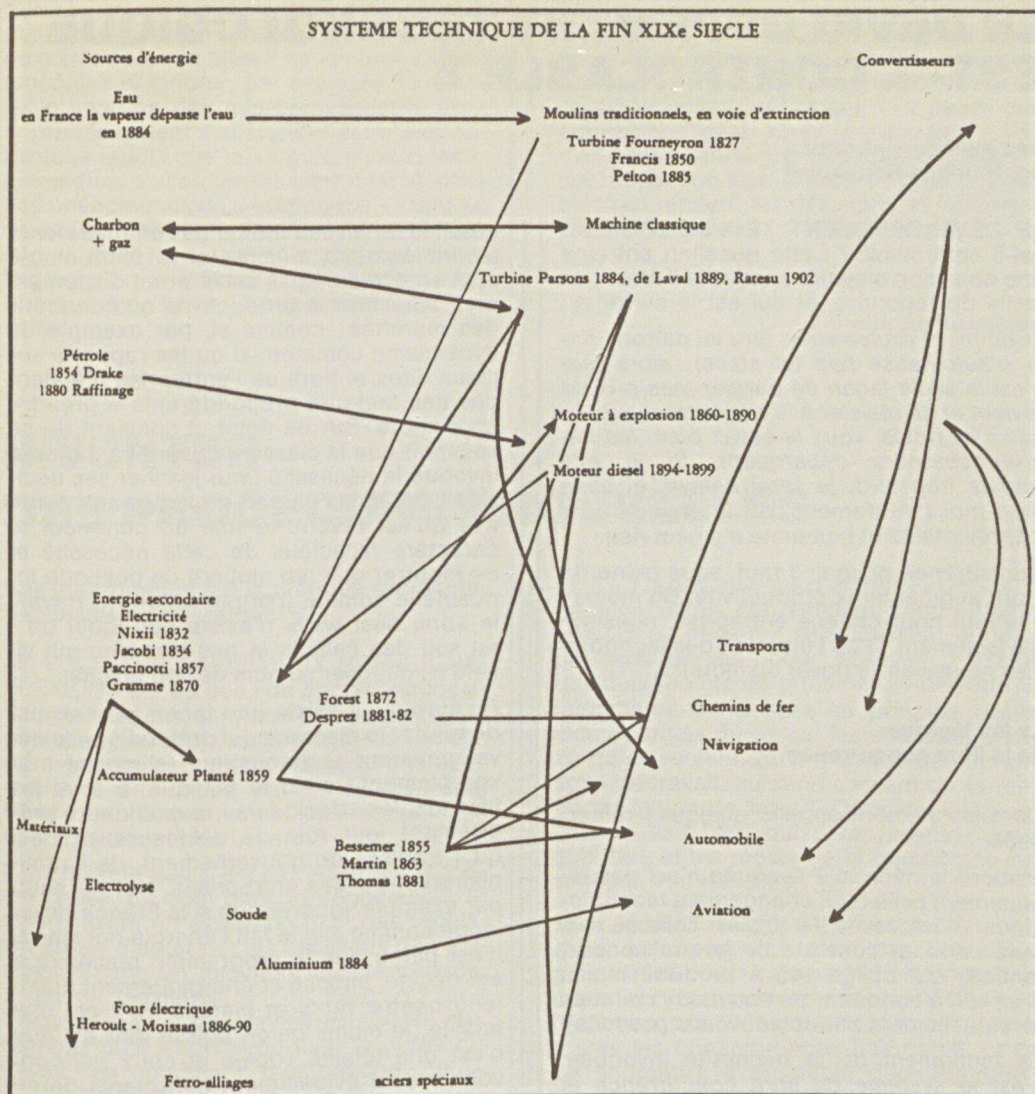 SYSTEME TECHNIQUE DE LA FIN XIXe SIECLE
Sources d'énergie
Convertisseurs
Eau
en France la vapeur dépasse l'eau
en 1884
Moulins traditionnels, en voie d'extinction
Turbine Fourneyron 1827
Francis 1850
Pelton 1885
Charbon
+ gaz
Machine classique
Turbine Parsons 1884, de Laval 1889, Rateau 1902
Pétrole
1854 Drake
1880 Raffinage
Moteur à explosion 1860-1890
Moteur diesel 1894-1899
Energie secondaire
Electricité
Nixii 1832
Jacobi 1834
Paccinotti 1857
Gramme 1870
Transports
Forest 1872
Desprez 1881-82
Chemins de fer
Navigation
Accumulateur Planté 1859
Matériaux
Bessemer 1855
Martin 1863
Thomas 1881
Automobile
Electrolyse
Soude
Aviation
Aluminium 1884
Four électrique
Heroult - Moissan 1886-90
Ferro-alliages
aciers spéciaux